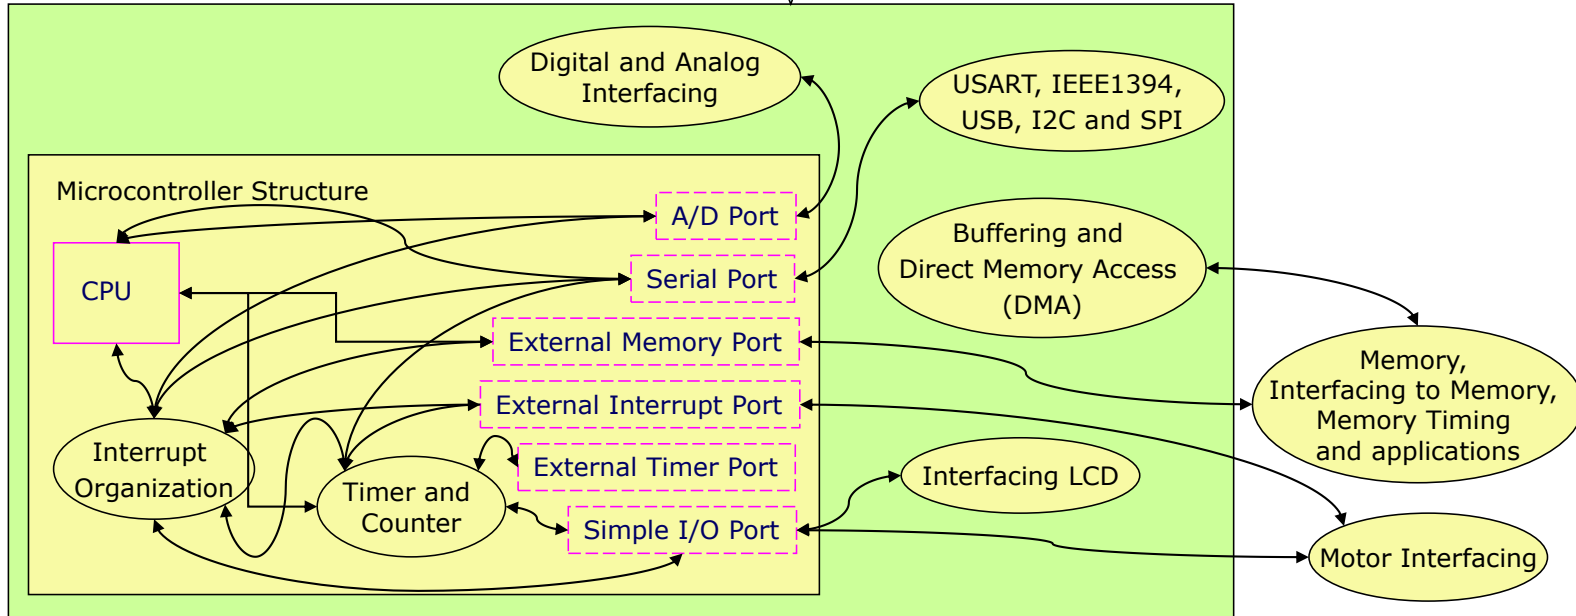 Digital and Analog
Interfacing
USART, IEEE1394,
USB, I2C and SPI
Microcontroller Structure
A/D Port
Buffering and
Direct Memory Access
(DMA)
CPU
Serial Port
External Memory Port
Memory,
Interfacing to Memory,
Memory Timing
and applications
External Interrupt Port
Interrupt
Organization
External Timer Port
Interfacing LCD
Timer and
Counter
Simple I/O Port
Motor Interfacing